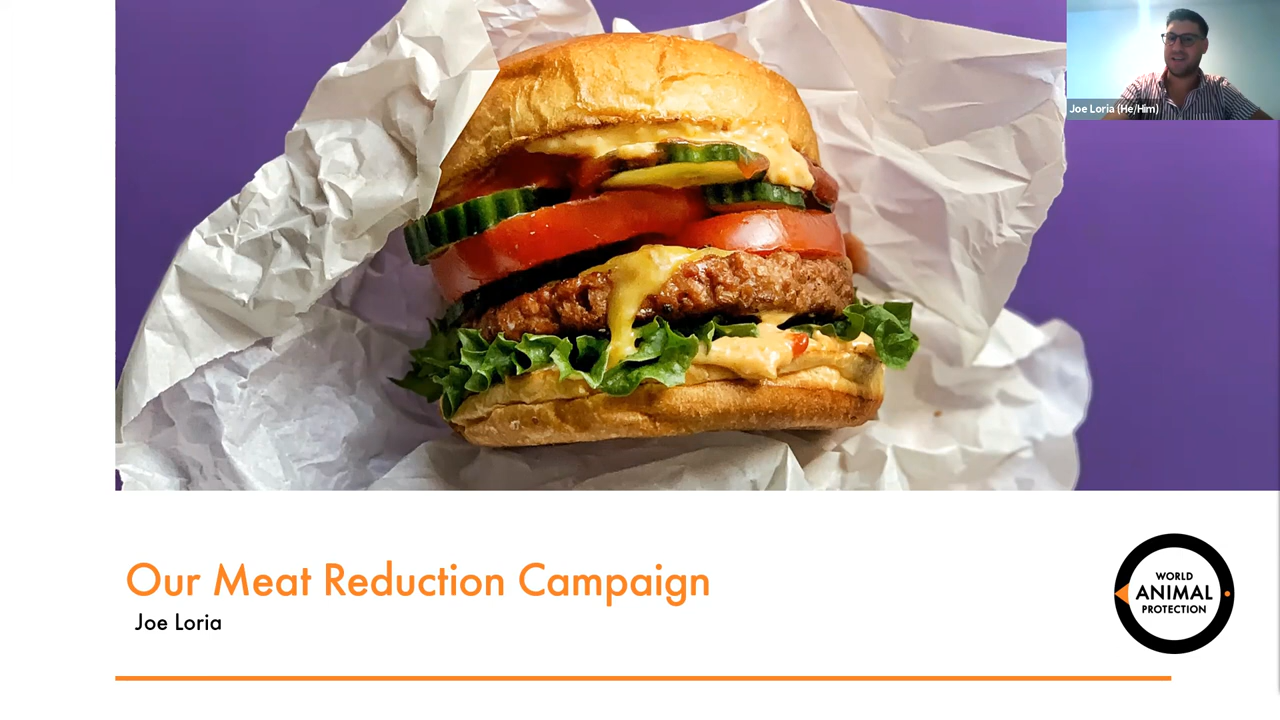 Joe Loria (He/Him)
Our Meat Reduction Campaign
Joe Loria
WORLD
ANIMAL
PROTECTION